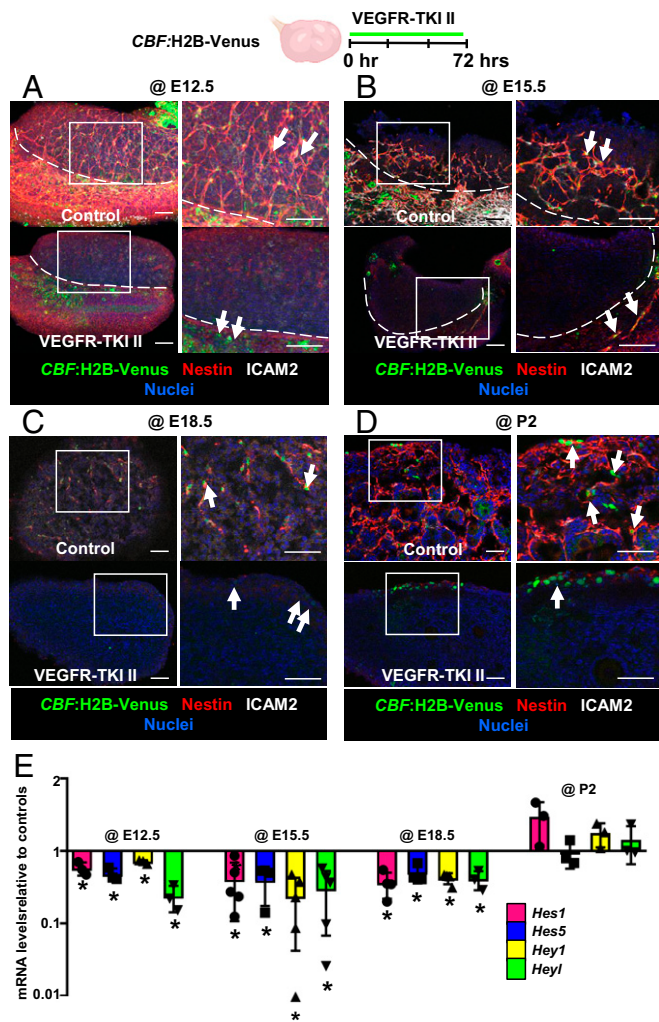 VEGFR-TKI II
CBF:H2B-Venus
0 hr 72 hrs
A @ E12.5
Control
VEGFR-TKI II
CBF:H2B-Venus Nestin ICAM2
Nuclei
B @ E15.5
Control
VEGFR-TKI II
CBF:H2B-Venus Nestin ICAM2
Nuclei
C @ E18.5
Control
VEGFR-TKI II
CBF:H2B-Venus Nestin ICAM2
Nuclei
D @ P2
Control
VEGFR-TKI II
CBF:H2B-Venus Nestin ICAM2
Nuclei
E
mRNA levelsrelative to controls
2
1
0.1
0.01
@ E12.5 @ E15.5 @ E18.5 @ P2
* * * * * * * * * * * *
Hes1
Hes5
Hey1
Heyl